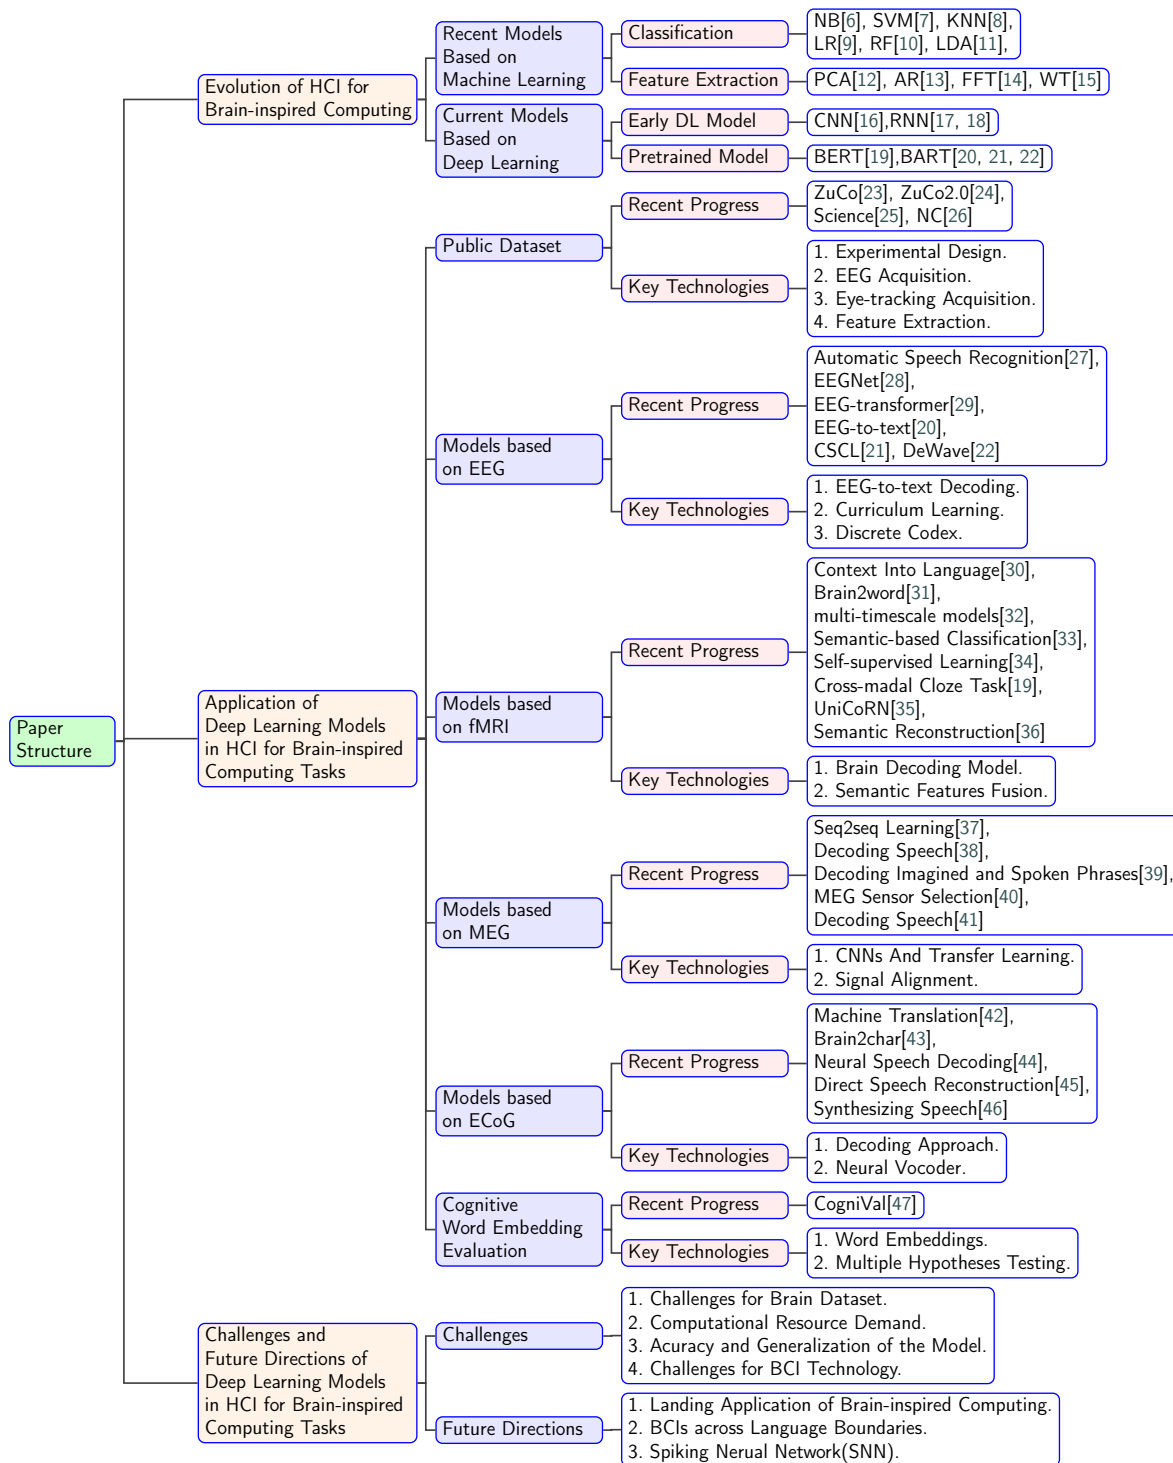 Paper
Structure
Evolution of HCI for
Brain-inspired Computing
Recent Models
Based on
Machine Learning
Classification
NB[6], SVM[7], KNN[8],
LR[9], RF[10], LDA[11],
Feature Extraction
PCA[12], AR[13], FFT[14], WT[15]
Current Models
Based on
Deep Learning
Early DL Model
CNN[16],RNN[17, 18]
Pretrained Model
BERT[19],BART[20, 21, 22]
Application of
Deep Learning Models
in HCI for Brain-inspired
Computing Tasks
Public Dataset
Recent Progress
ZuCo[23], ZuCo2.0[24],
Science[25], NC[26]
Key Technologies
1. Experimental Design.
2. EEG Acquisition.
3. Eye-tracking Acquisition.
4. Feature Extraction.
Models based
on EEG
Recent Progress
Automatic Speech Recognition[27],
EEGNet[28],
EEG-transformer[29],
EEG-to-text[20],
CSCL[21], DeWave[22]
Key Technologies
1. EEG-to-text Decoding.
2. Curriculum Learning.
3. Discrete Codex.
Models based
on fMRI
Recent Progress
Context Into Language[30],
Brain2word[31],
multi-timescale models[32],
Semantic-based Classification[33],
Self-supervised Learning[34],
Cross-madal Cloze Task[19],
UniCoRN[35],
Semantic Reconstruction[36]
Key Technologies
1. Brain Decoding Model.
2. Semantic Features Fusion.
Models based
on MEG
Recent Progress
Seq2seq Learning[37],
Decoding Speech[38],
Decoding Imagined and Spoken Phrases[39],
MEG Sensor Selection[40],
Decoding Speech[41]
Key Technologies
1. CNNs And Transfer Learning.
2. Signal Alignment.
Models based
on ECoG
Recent Progress
Machine Translation[42],
Brain2char[43],
Neural Speech Decoding[44],
Direct Speech Reconstruction[45],
Synthesizing Speech[46]
Key Technologies
1. Decoding Approach.
2. Neural Vocoder.
Cognitive
Word Embedding
Evaluation
Recent Progress
CogniVal[47]
Key Technologies
1. Word Embeddings.
2. Multiple Hypotheses Testing.
Challenges and
Future Directions of
Deep Learning Models
in HCI for Brain-inspired
Computing Tasks
Challenges
1. Challenges for Brain Dataset.
2. Computational Resource Demand.
3. Acuracy and Generalization of the Model.
4. Challenges for BCI Technology.
Future Directions
1. Landing Application of Brain-inspired Computing.
2. BCIs across Language Boundaries.
3. Spiking Nerual Network(SNN).